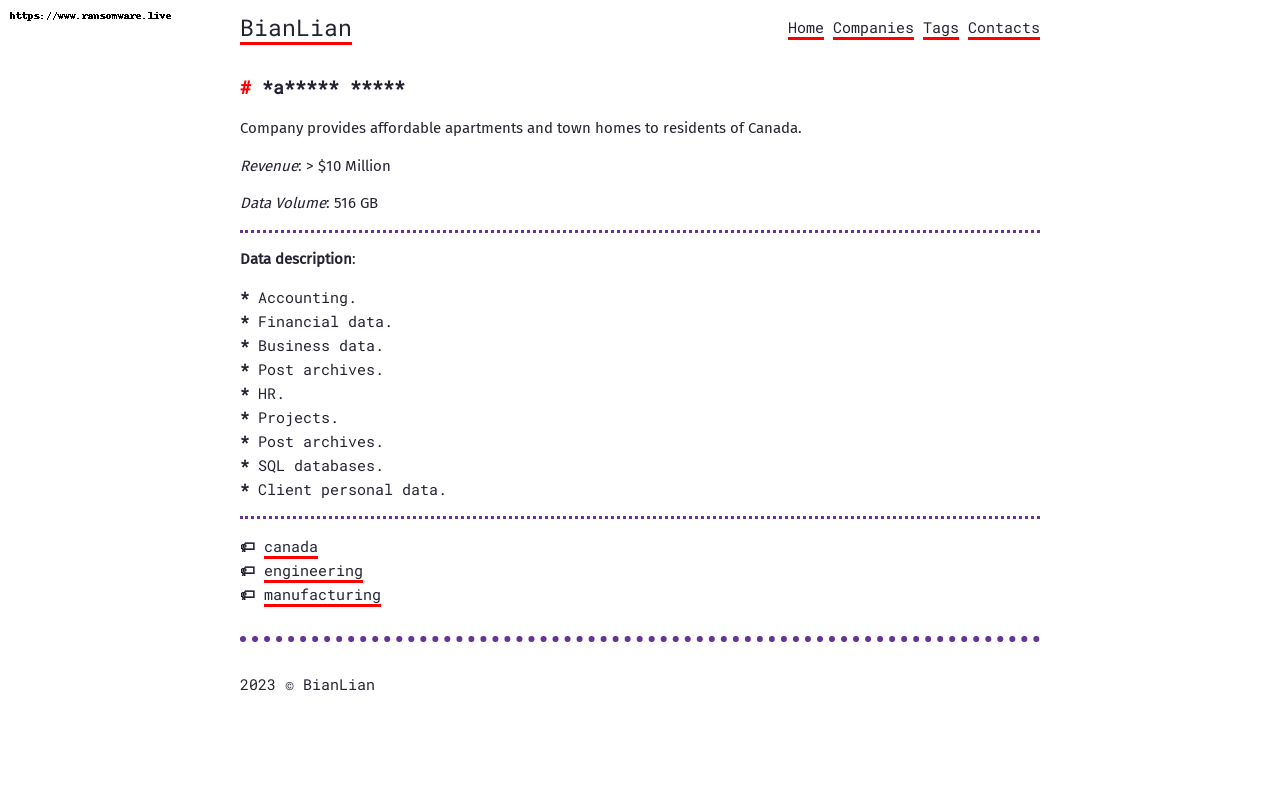 https://www.ransomware.live
BianLian
Home Companies Tags Contacts
# *a***** *****
Company provides affordable apartments and town homes to residents of Canada.
Revenue: > $10 Million
Data Volume: 516 GB
Data description:
* Accounting.
* Financial data.
* Business data.
* Post archives.
* HR.
* Projects.
* Post archives.
* SQL databases.
* Client personal data.
canada
engineering
manufacturing
2023 © BianLian